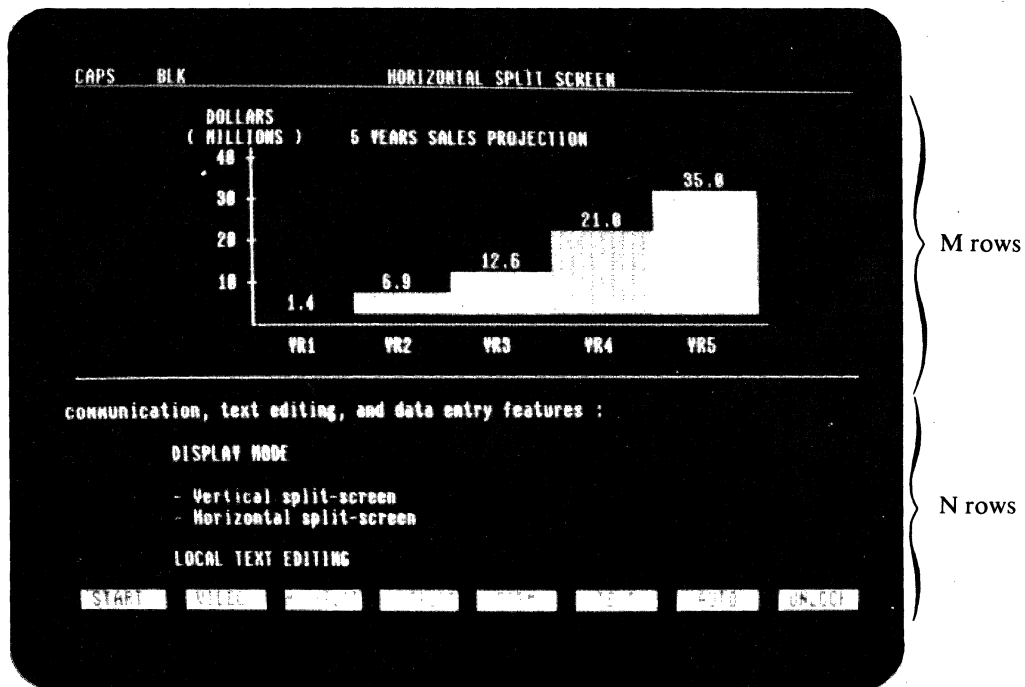 CAPS BLK HORIZONTAL SPLIT SCREEN
DOLLARS
( MILLIONS ) 5 YEARS SALES PROJECTION
40
35.0
30
21.0
20
12.6
10
6.9
1.4
YR1 YR2 YR3 YR4 YR5
M rows
communication, text editing, and data entry features :
DISPLAY MODE
- Vertical split-screen
- Horizontal split-screen
N rows
LOCAL TEXT EDITING
START VIDEO AUTO UNLOCK